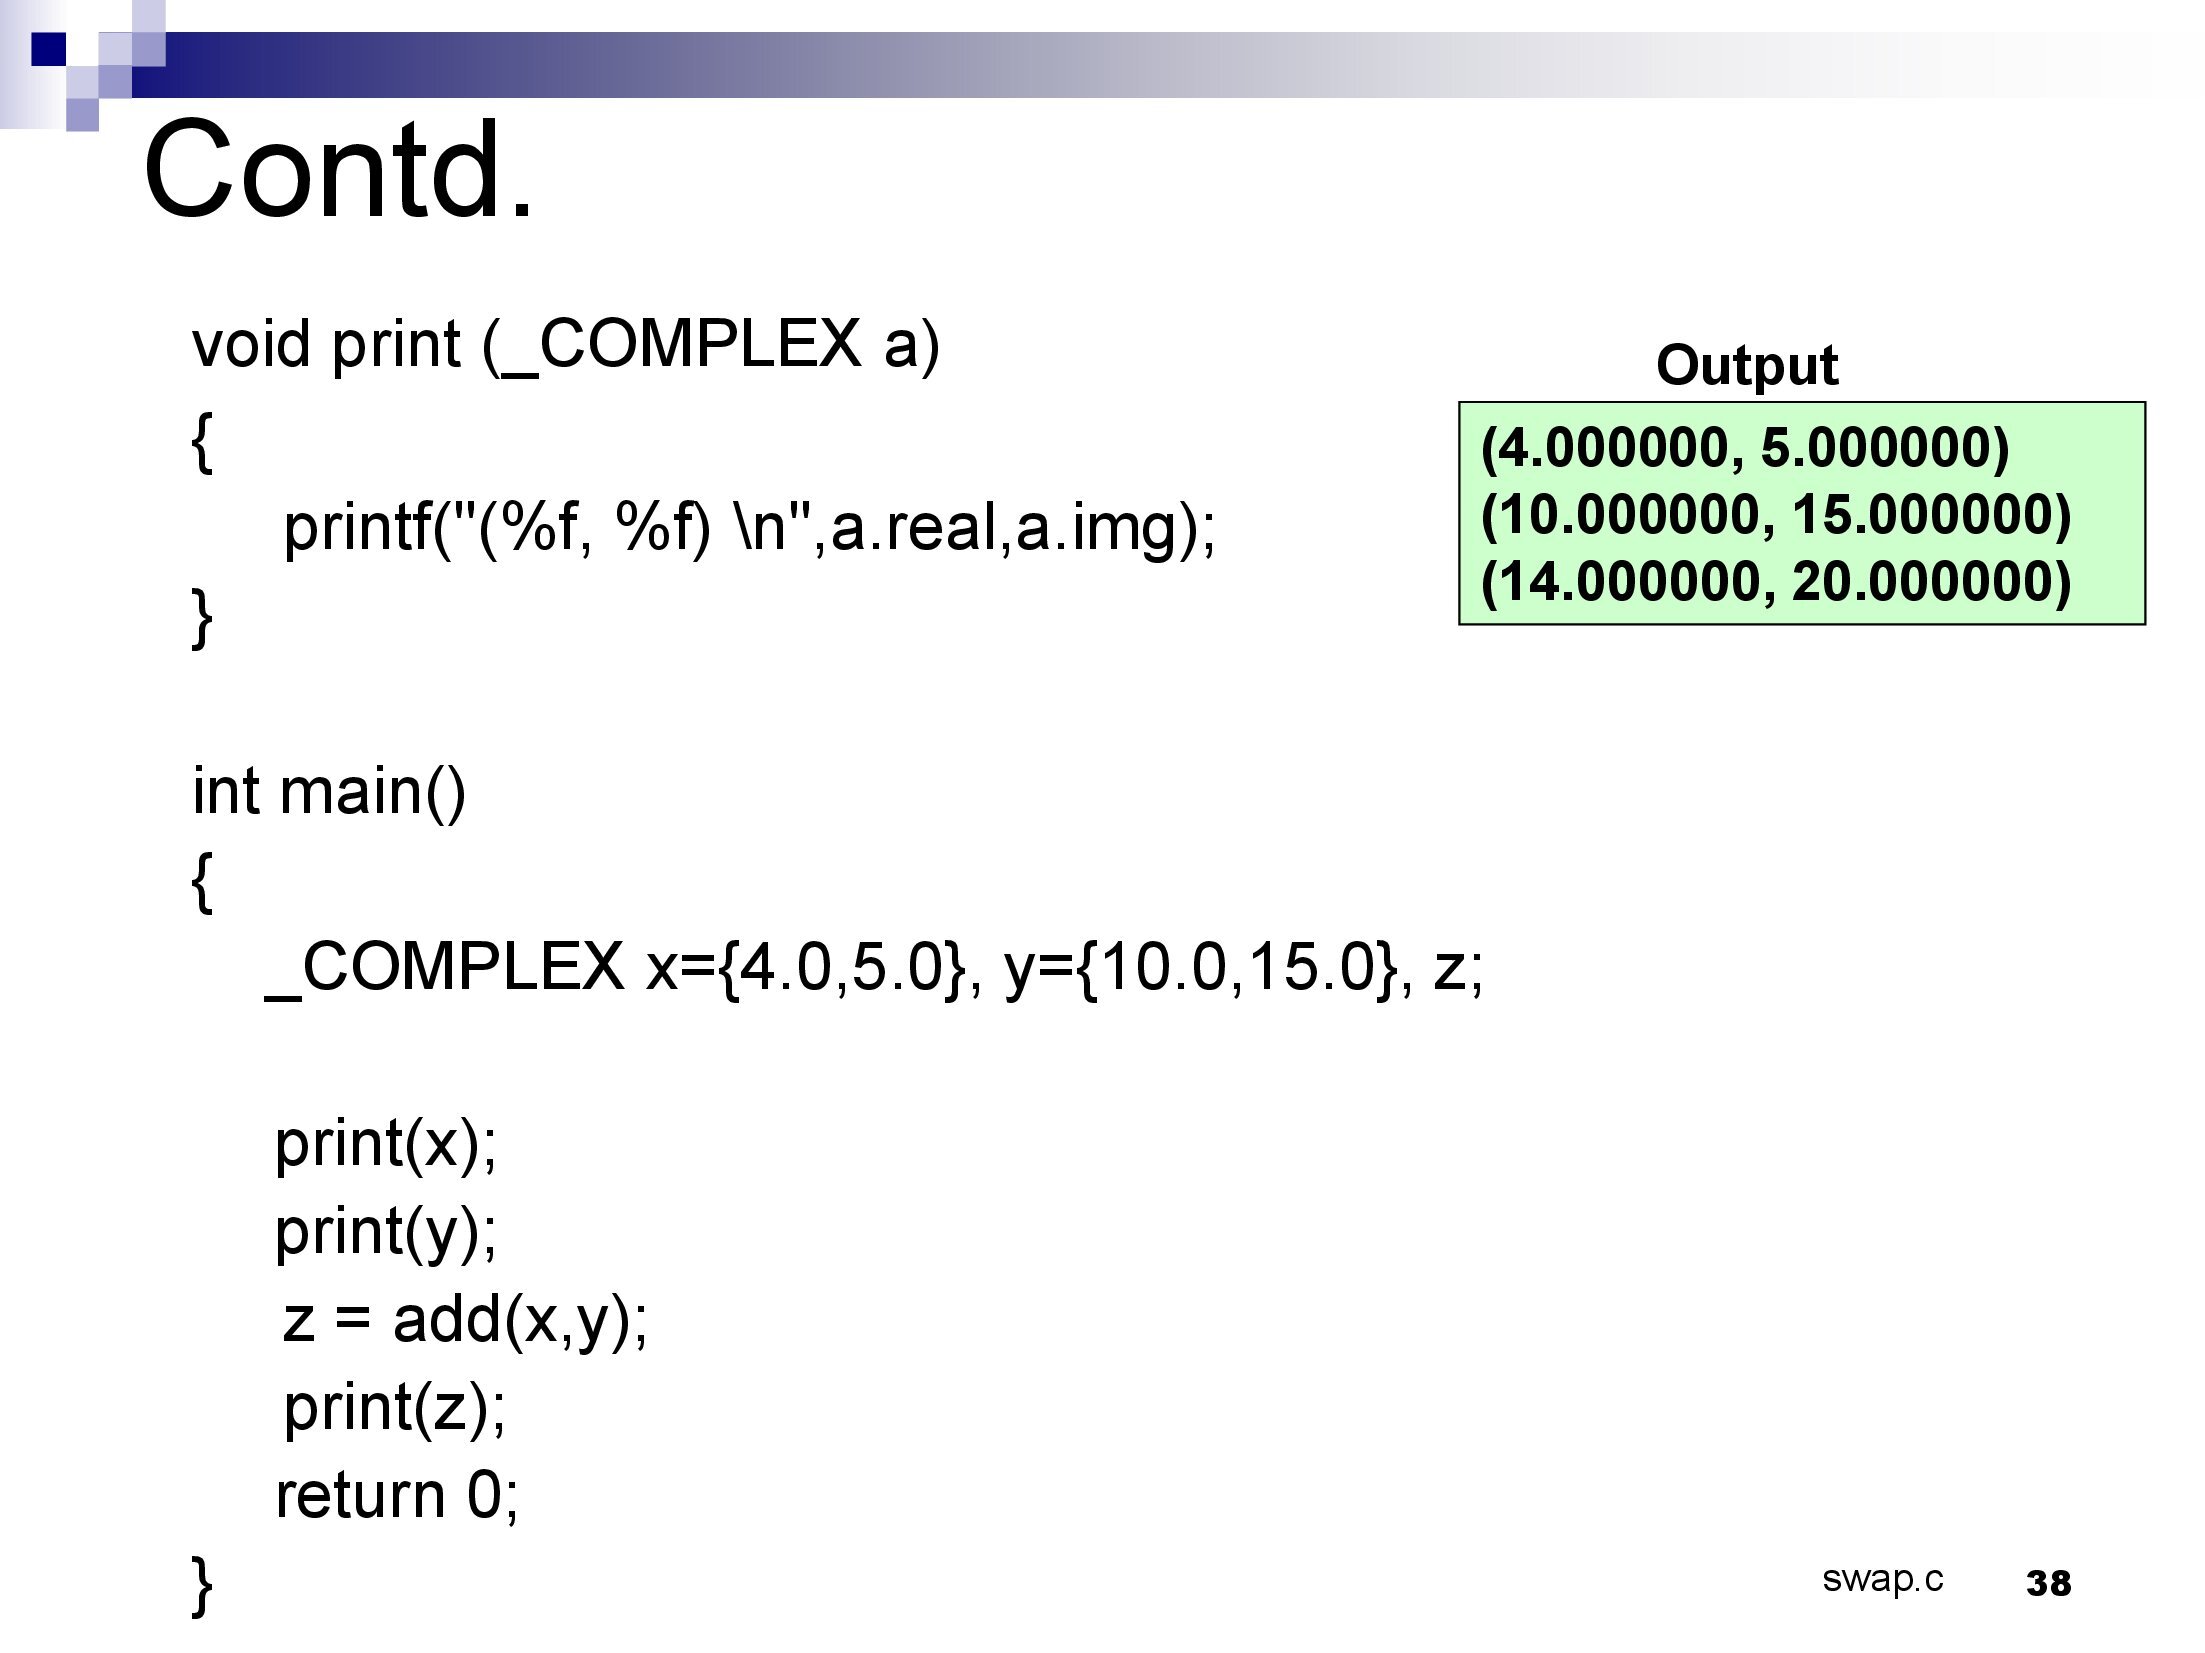 Contd.
void print (_COMPLEX a)
{
printf("(%f, %f) \n",a.real,a.img);
}
int main()
{
_COMPLEX x={4.0,5.0}, y={10.0,15.0}, z;
print(x);
print(y);
z = add(x,y);
print(z);
return 0;
}
Output
(4.000000, 5.000000)
(10.000000, 15.000000)
(14.000000, 20.000000)
swap.c
38